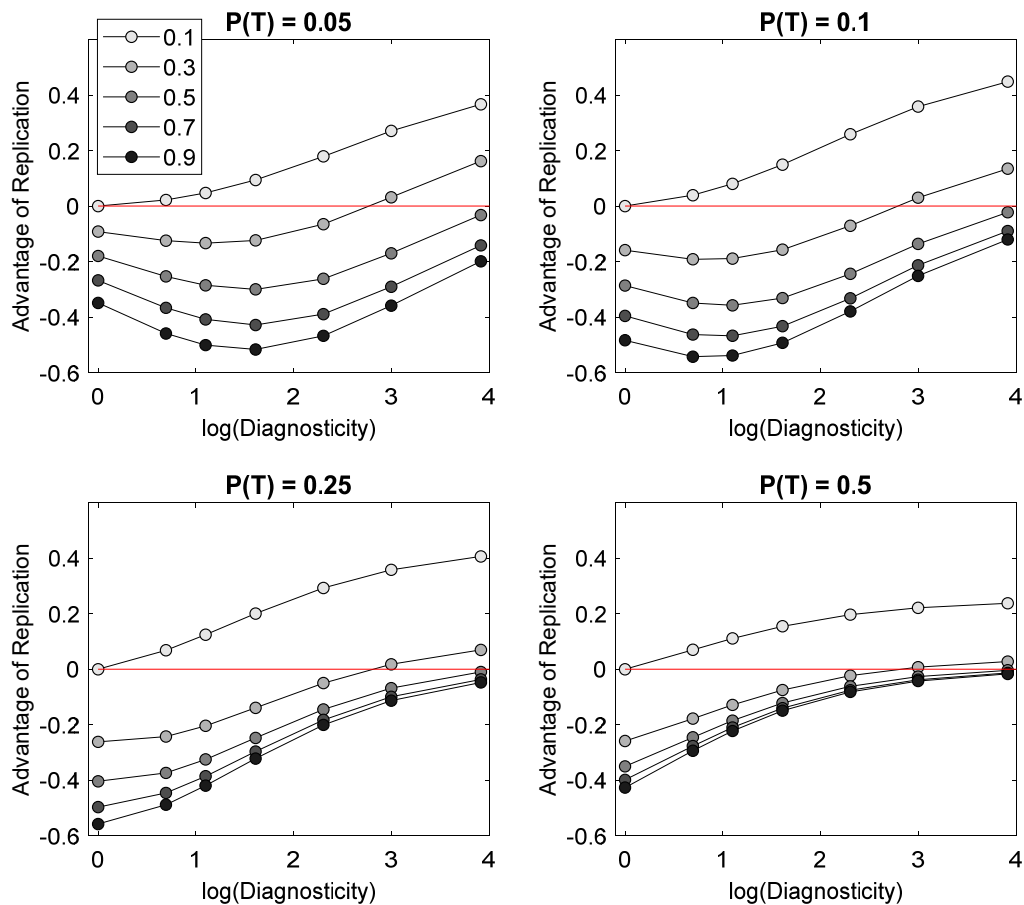 P(T) = 0.05
0.1
0.3
0.5
0.7
0.9
Advantage of Replication
0.4
0.2
0
-0.2
-0.4
-0.6
0 1 2 3 4
log(Diagnosticity)
P(T) = 0.1
Advantage of Replication
0.4
0.2
0
-0.2
-0.4
-0.6
0 1 2 3 4
log(Diagnosticity)
P(T) = 0.25
Advantage of Replication
0.4
0.2
0
-0.2
-0.4
-0.6
0 1 2 3 4
log(Diagnosticity)
P(T) = 0.5
Advantage of Replication
0.4
0.2
0
-0.2
-0.4
-0.6
0 1 2 3 4
log(Diagnosticity)